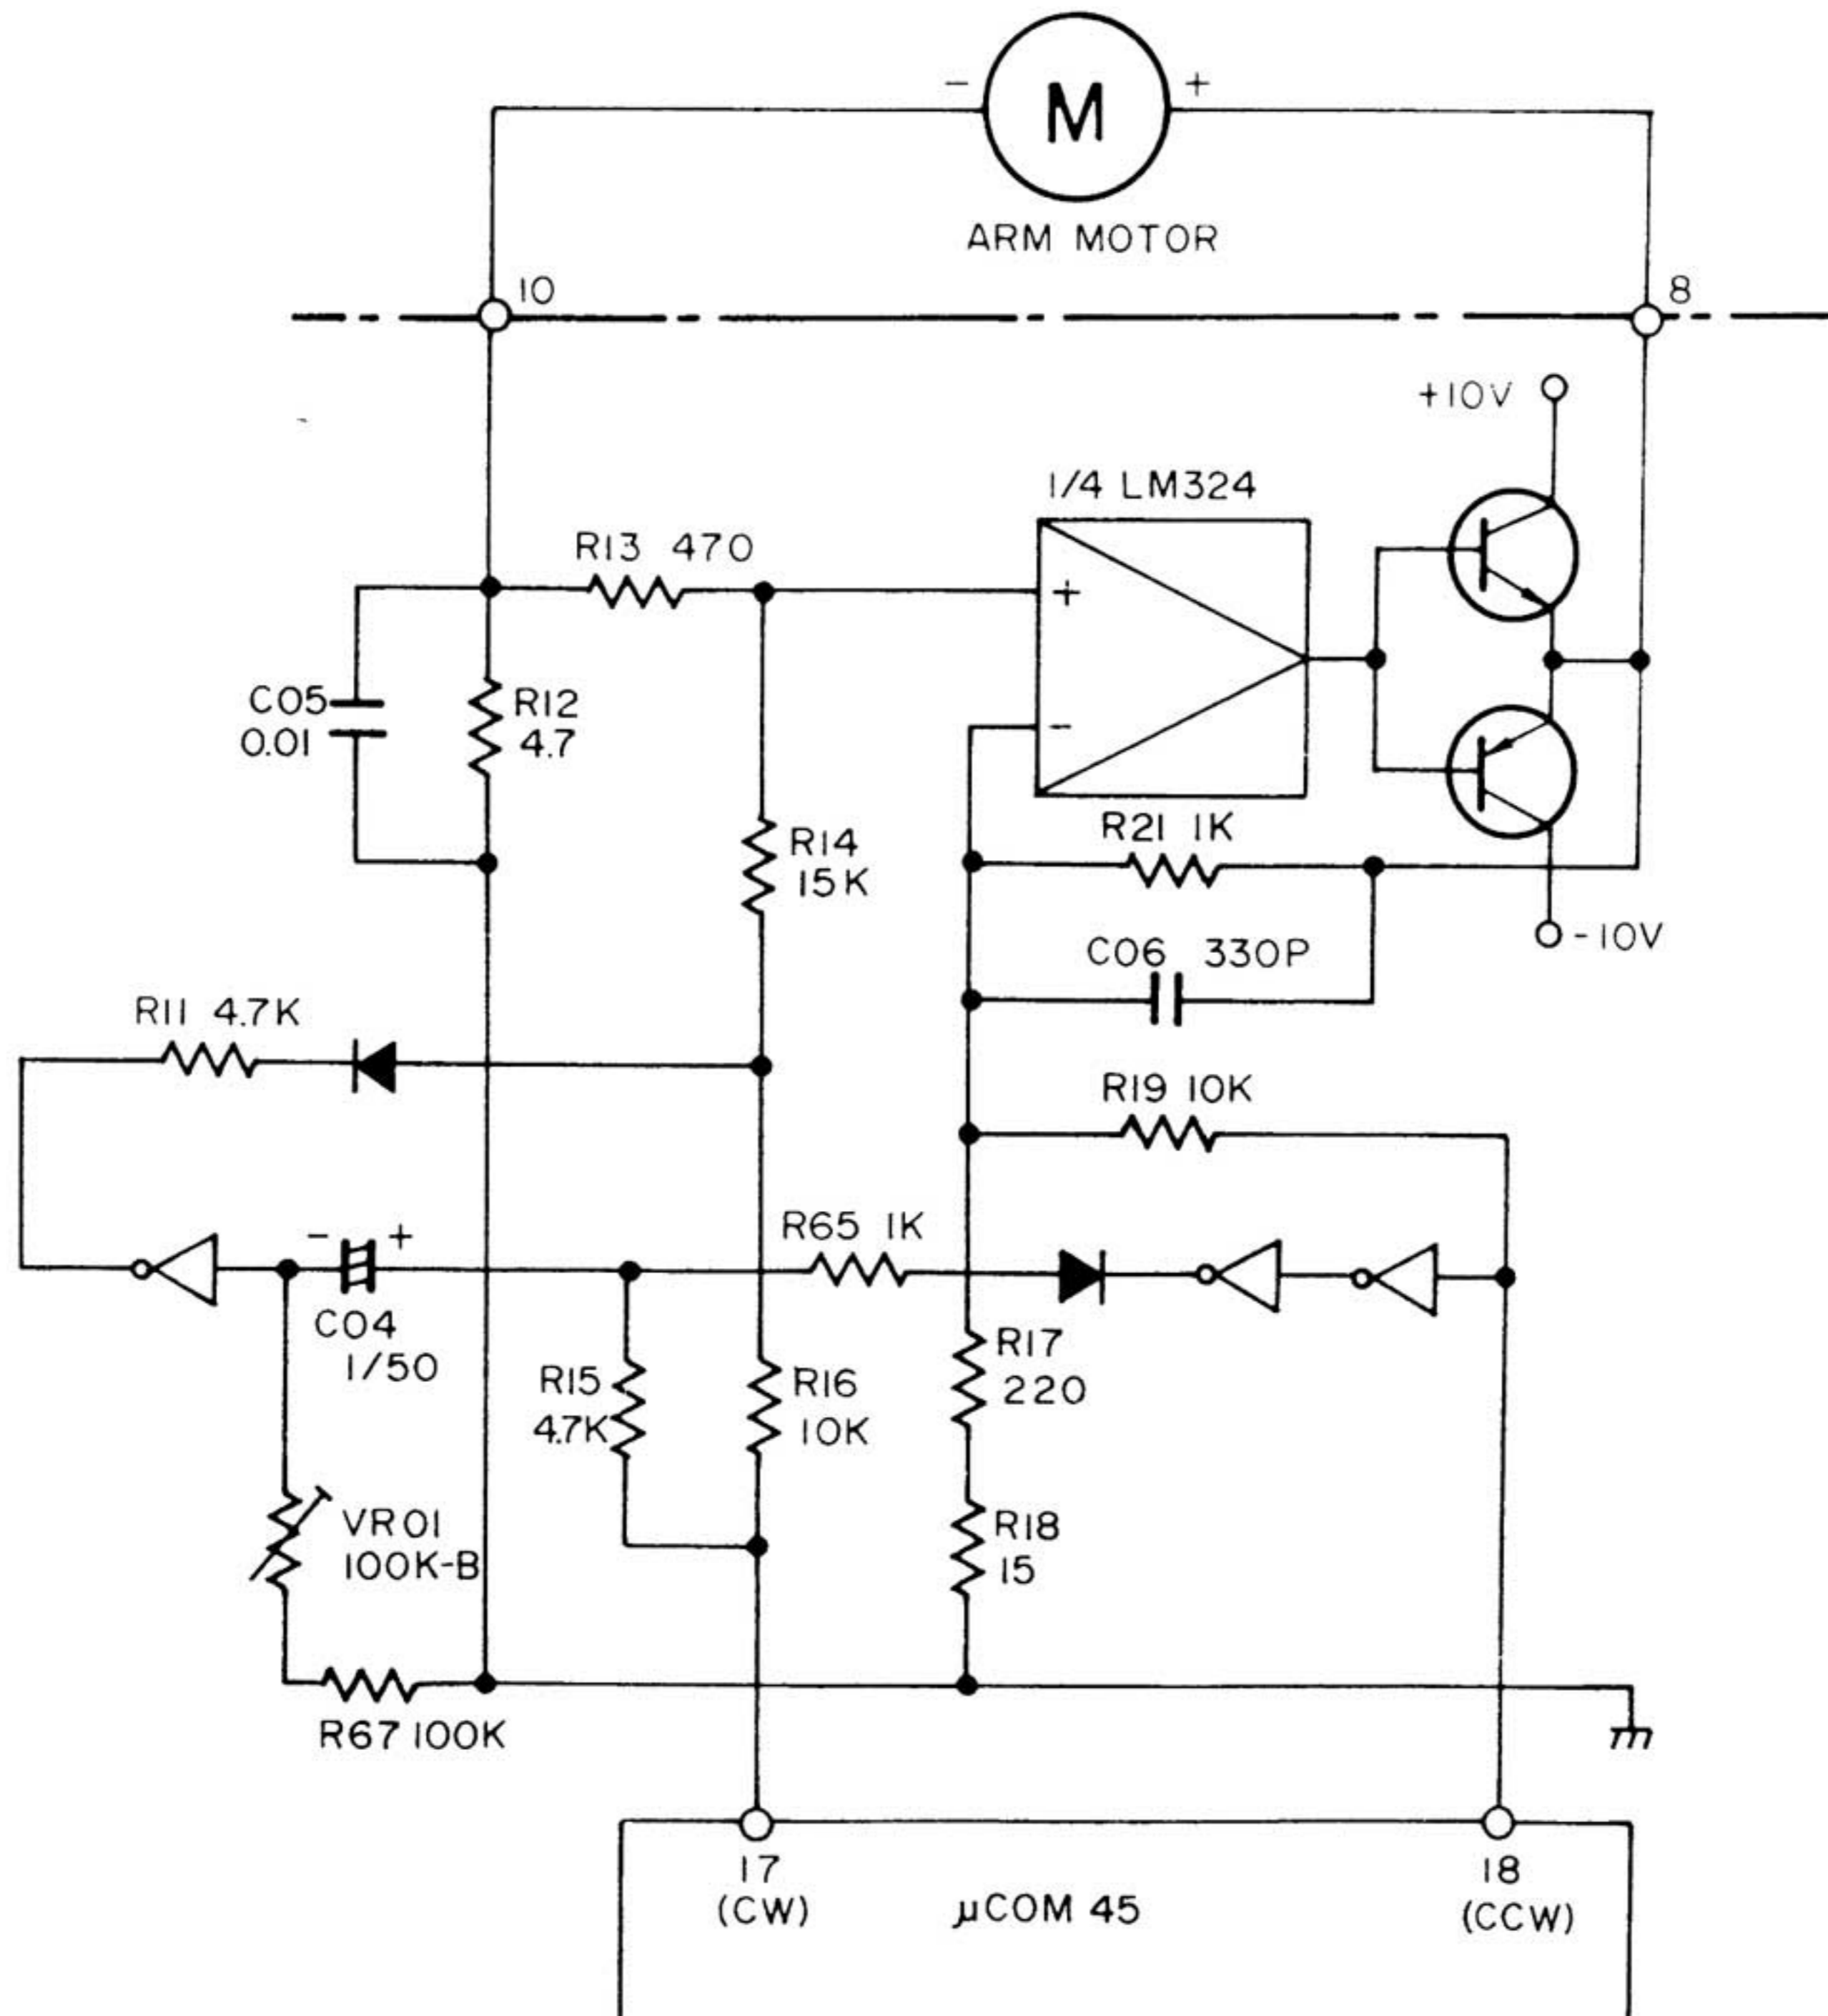 - M +
ARM MOTOR
10
8
+10V
1/4 LM324
R13 470
+
-
C05
0.01
R12
4.7
R14
15K
R21 1K
-10V
C06 330P
R11 4.7K
R19 10K
- +
R65 1K
C04
1/50
R15
4.7K
R16
10K
R17
220
VR01
100K-B
R18
15
R67 100K
17
(CW)
µCOM 45
18
(CCW)